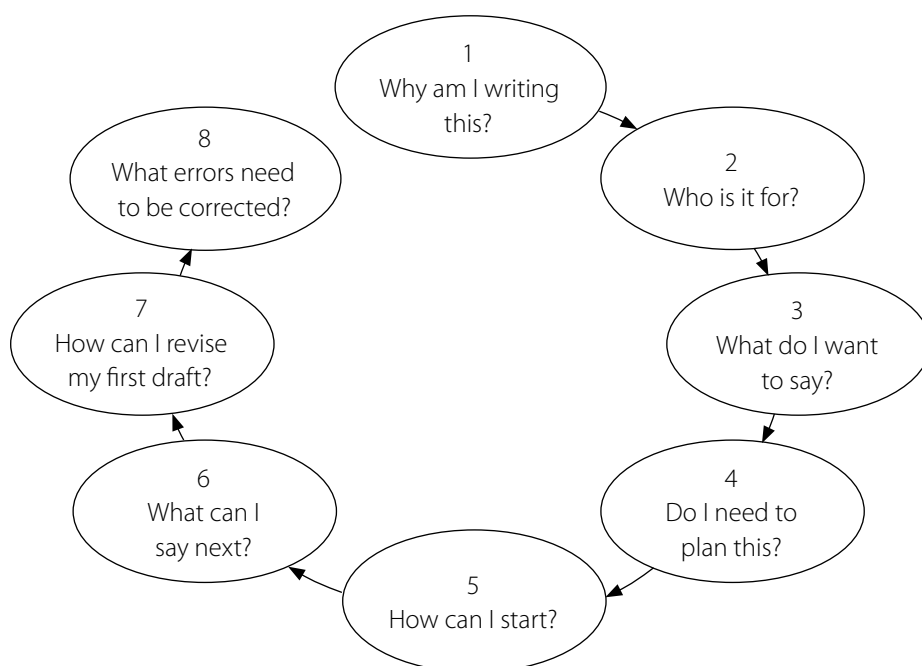 1
Why am I writing
this?
2
Who is it for?
3
What do I want
to say?
4
Do I need to
plan this?
5
How can I start?
6
What can I
say next?
7
How can I revise
my first draft?
8
What errors need
to be corrected?